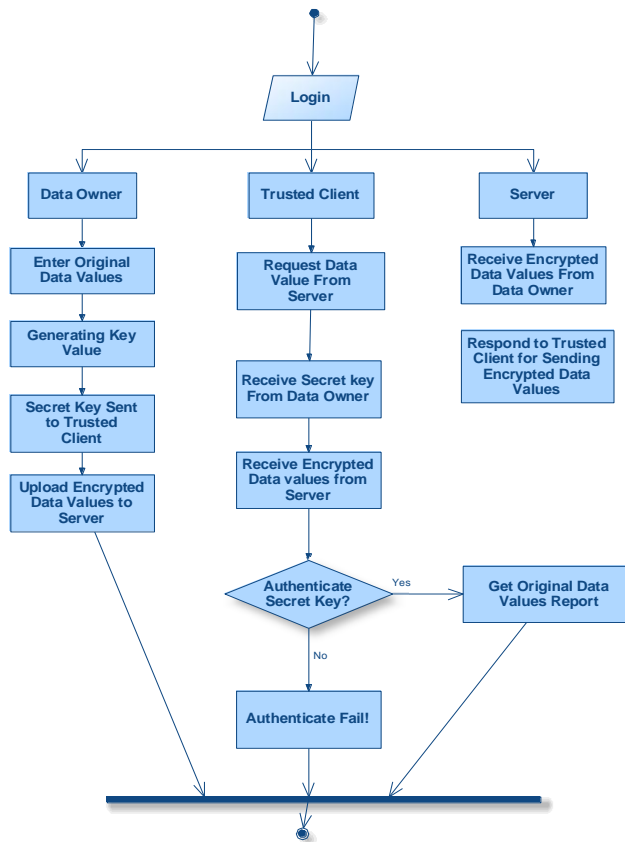 Login
Data Owner
Trusted Client
Server
Enter Original
Data Values
Generating Key
Value
Secret Key Sent
to Trusted
Client
Upload Encrypted
Data Values to
Server
Request Data
Value From
Server
Receive Secret key
From Data Owner
Receive Encrypted
Data values from
Server
Authenticate
Secret Key?
Yes
No
Authenticate Fail!
Receive Encrypted
Data Values From
Data Owner
Respond to Trusted
Client for Sending
Encrypted Data
Values
Get Original Data
Values Report